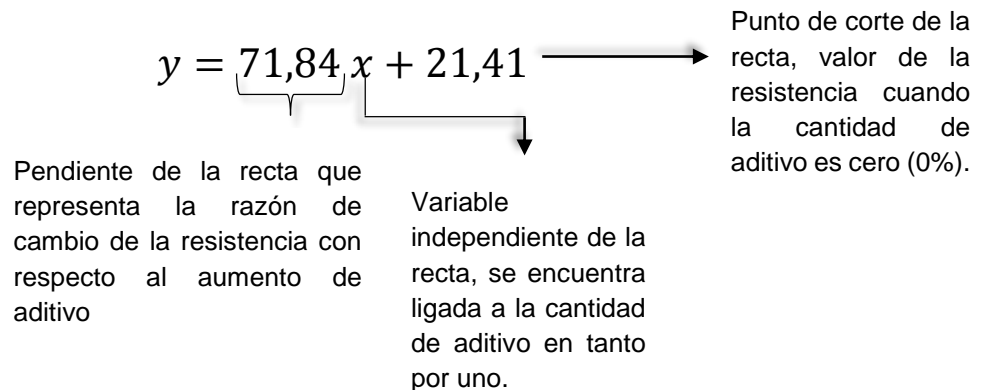 y = 71,84 x + 21,41
Punto de corte de la
recta, valor de la
resistencia cuando
la cantidad de
aditivo es cero (0%).
Pendiente de la recta que
representa la razón de
cambio de la resistencia con
respecto al aumento de
aditivo
Variable
independiente de la
recta, se encuentra
ligada a la cantidad
de aditivo en tanto
por uno.